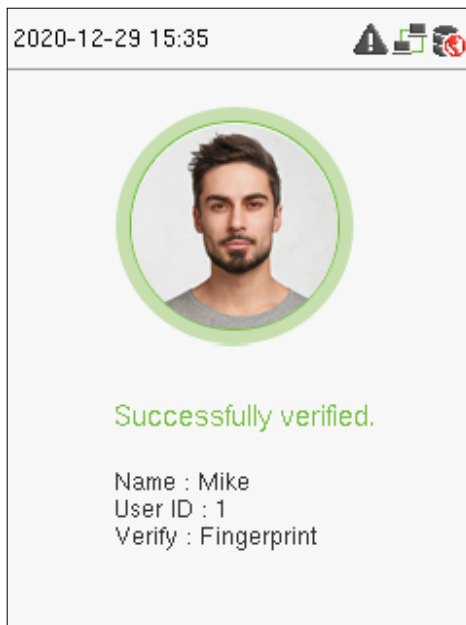 2020-12-29 15:35
Successfully verified.
Name : Mike
User ID : 1
Verify : Fingerprint